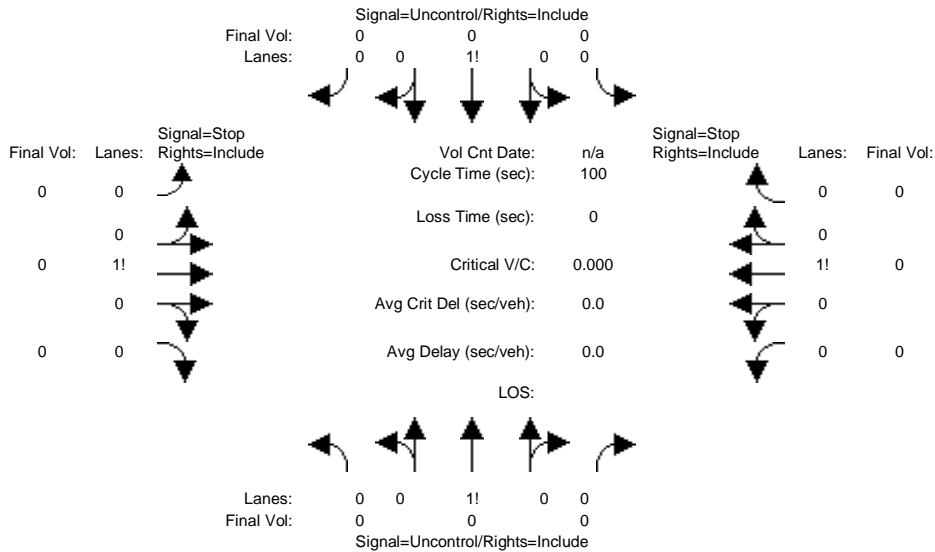 Signal=Uncontrol/Rights=Include
Final Vol: 0 0 0
Lanes: 0 0 1! 0 0
Signal=Stop Signal=Stop
Final Vol: Lanes: Rights=Include Vol Cnt Date: n/a Rights=Include Lanes: Final Vol:
Cycle Time (sec): 100
0 0 0 0
Loss Time (sec): 0
0 0
0 1! Critical V/C: 0.000 1! 0
0 Avg Crit Del (sec/veh): 0.0 0
0 0 Avg Delay (sec/veh): 0.0 0 0
LOS:
Lanes: 0 0 1! 0 0
Final Vol: 0 0 0
Signal=Uncontrol/Rights=Include